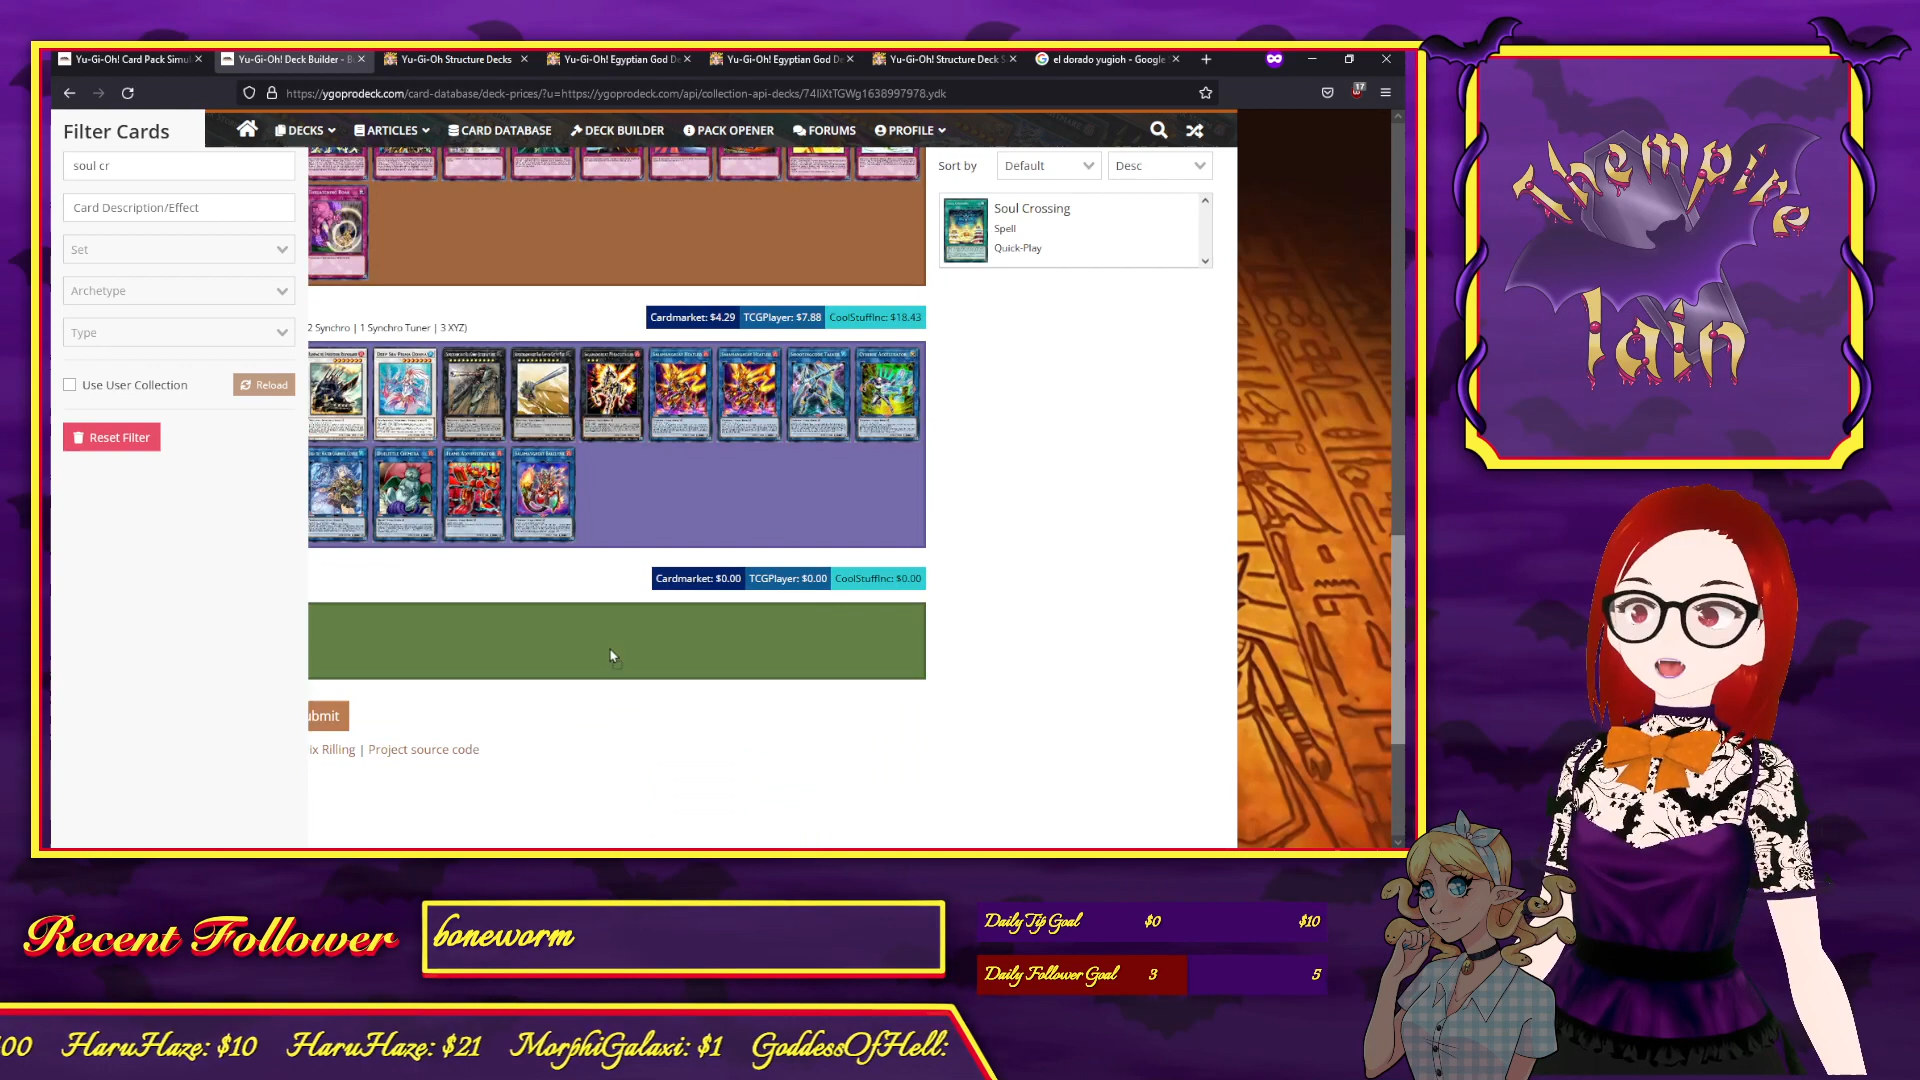 Yu-Gi-Oh! Card Pack Simul
Yu-Gi-Oh! Deck Builder - B
Yu-Gi-Oh Structure Decks
Yu-Gi-Oh! Egyptian God De
Yu-Gi-Oh! Egyptian God De
Yu-Gi-Oh! Structure Deck S
el dorado yugioh - Google
https://ygoprodeck.com/card-database/deck-prices/?u=https://ygoprodeck.com/api/collection-api-decks/74liXtTGWg1638997978.ydk
17
Filter Cards
DECKS
ARTICLES
CARD DATABASE
DECK BUILDER
PACK OPENER
FORUMS
PROFILE
soul cr
Card Description/Effect
Set
Archetype
Type
Use User Collection
Reload
Reset Filter
Sort by
Default
Desc
Soul Crossing
Spell
Quick-Play
2 Synchro | 1 Synchro Tuner | 3 XYZ)
Cardmarket: $4.29
TCGPlayer: $7.88
CoolStuffInc: $18.43
Cardmarket: $0.00
TCGPlayer: $0.00
CoolStuffInc: $0.00
ubmit
ix Rilling | Project source code
Thempire
Iain
Recent Follower
boneworm
Daily Tip Goal
$0
$10
Daily Follower Goal
3
5
00
HaruHaze: $10
HaruHaze: $21
MorphiGalaxi: $1
GoddessOfHell: